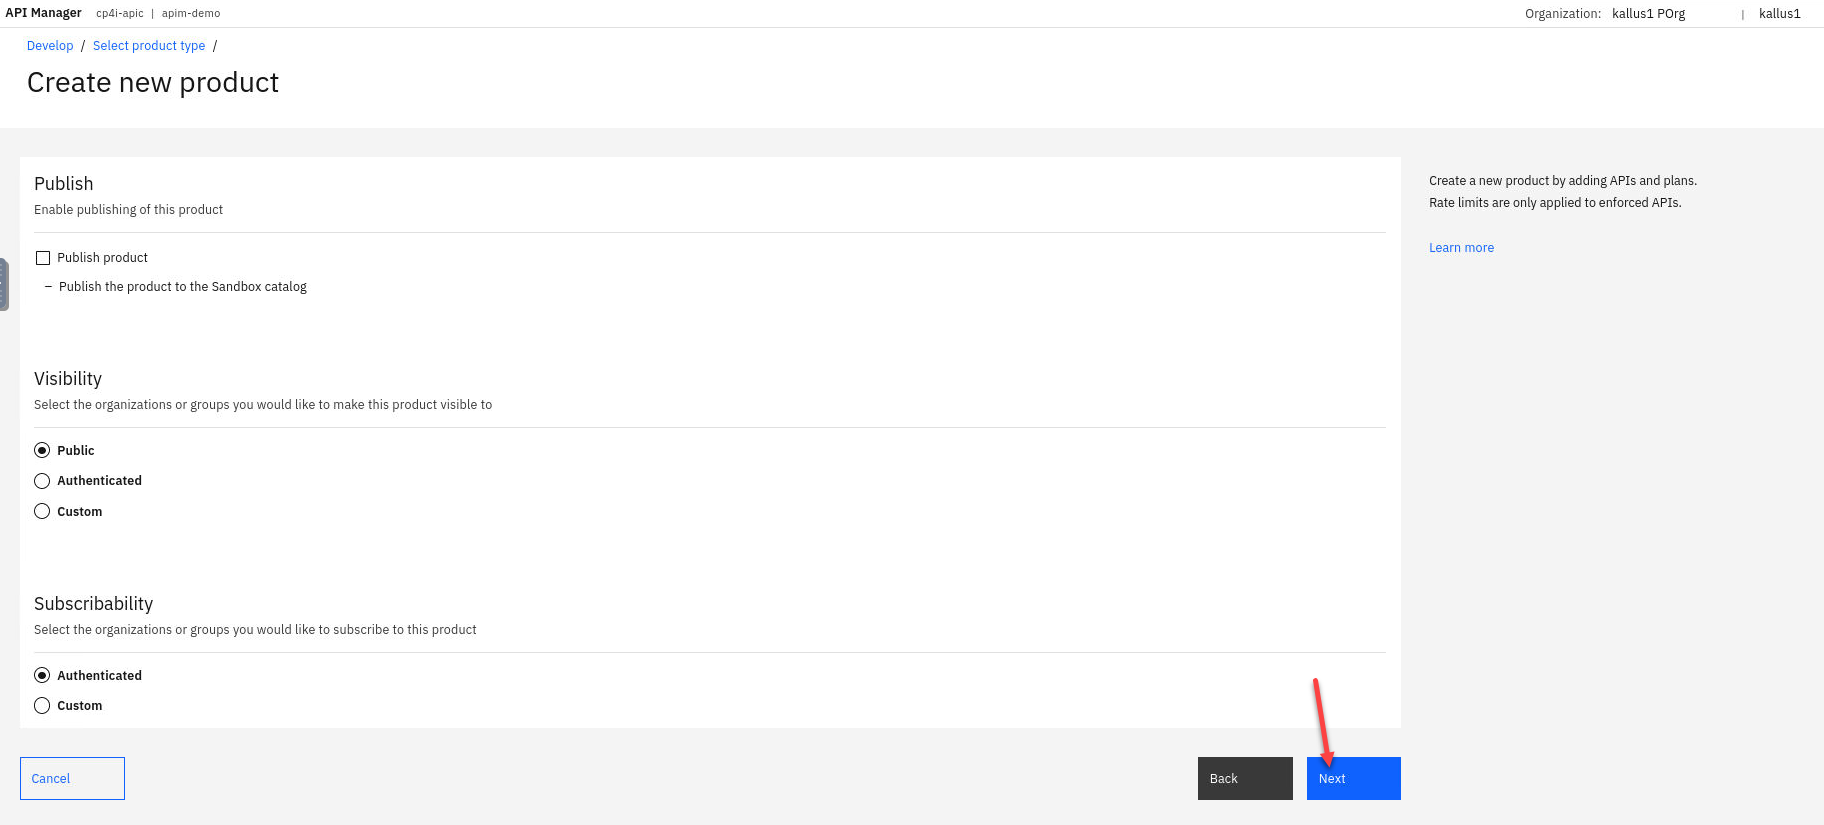 API Manager cp4i-apic | apim-demo Organization: kallus1 POrg | kallus1
Develop / Select product type /
Create new product
Publish
Enable publishing of this product
Publish product
– Publish the product to the Sandbox catalog
Visibility
Select the organizations or groups you would like to make this product visible to
Public
Authenticated
Custom
Subscribability
Select the organizations or groups you would like to subscribe to this product
Authenticated
Custom
Create a new product by adding APIs and plans.
Rate limits are only applied to enforced APIs.
Learn more
Cancel Back Next